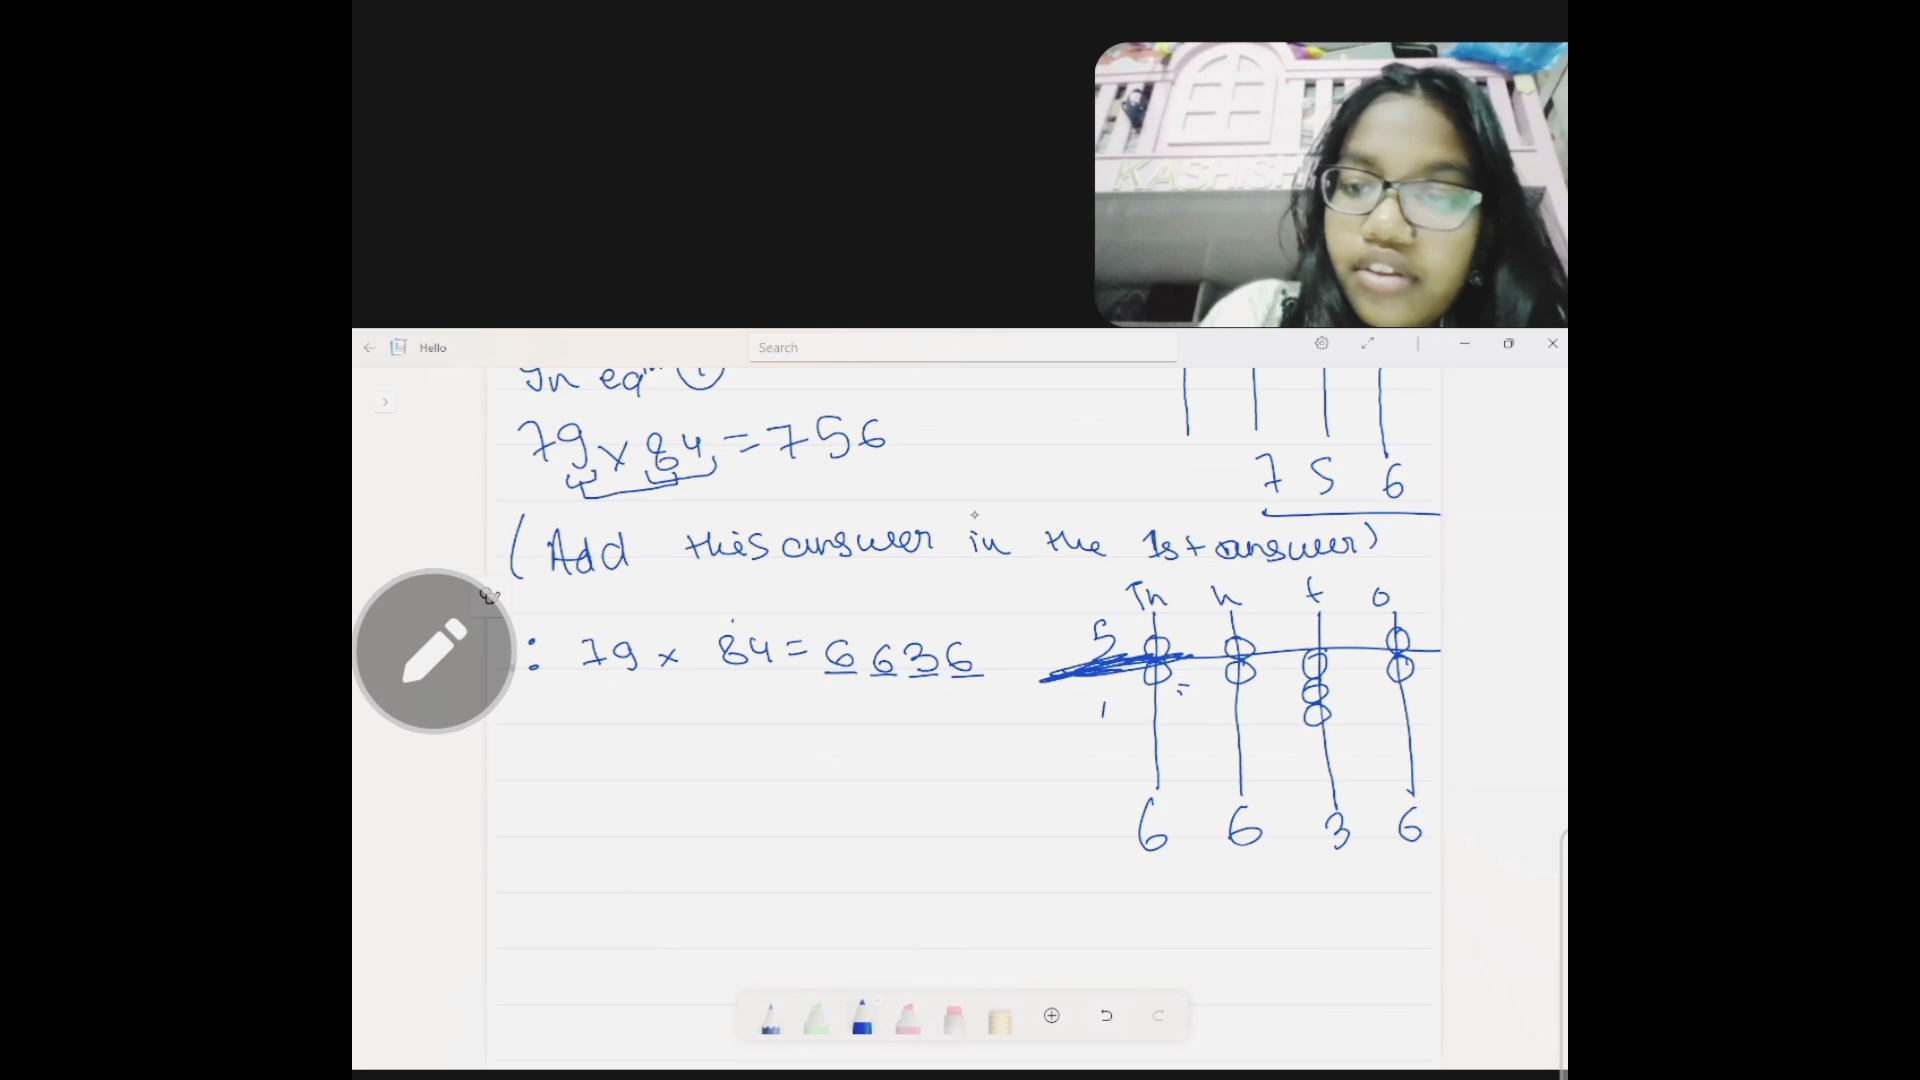 KASHISH
Hello
Search
In eqⁿ ①
79 × 84 = 756
7 5 6
(Add this answer in the 1st answer)
Th h t o
5
∴ 79 × 84 = 6636
1
6 6 3 6